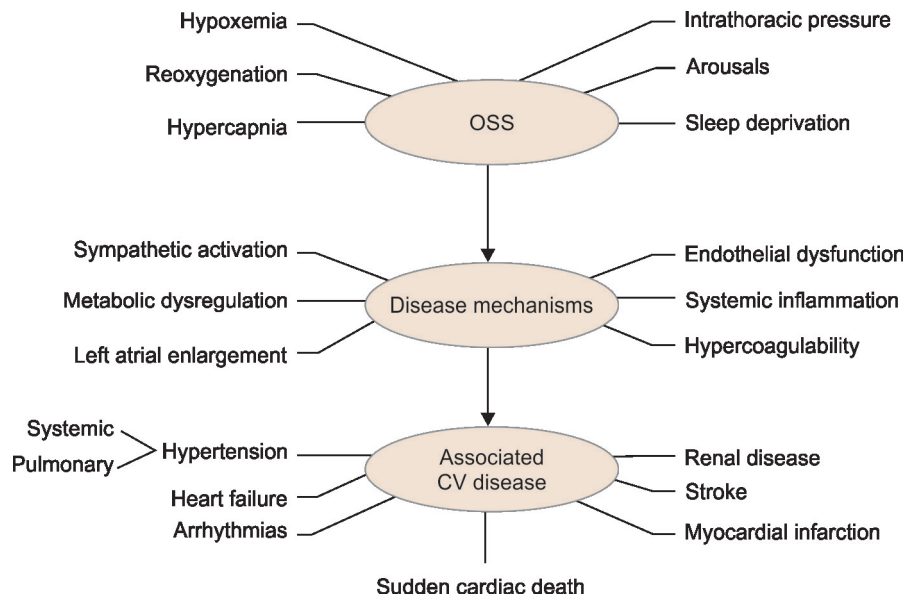 Hypoxemia
Intrathoracic pressure
Reoxygenation
Arousals
Hypercapnia
OSS
Sleep deprivation
Sympathetic activation
Endothelial dysfunction
Metabolic dysregulation
Disease mechanisms
Systemic inflammation
Left atrial enlargement
Hypercoagulability
Systemic
Pulmonary
Hypertension
Associated
CV disease
Renal disease
Heart failure
Stroke
Arrhythmias
Myocardial infarction
Sudden cardiac death